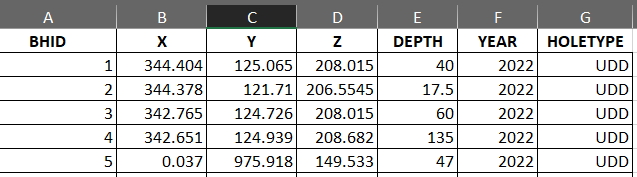 A B C D E F G
BHID X Y Z DEPTH YEAR HOLETYPE
1 344.404 125.065 208.015 40 2022 UDD
2 344.378 121.71 206.5545 17.5 2022 UDD
3 342.765 124.726 208.015 60 2022 UDD
4 342.651 124.939 208.682 135 2022 UDD
5 0.037 975.918 149.533 47 2022 UDD